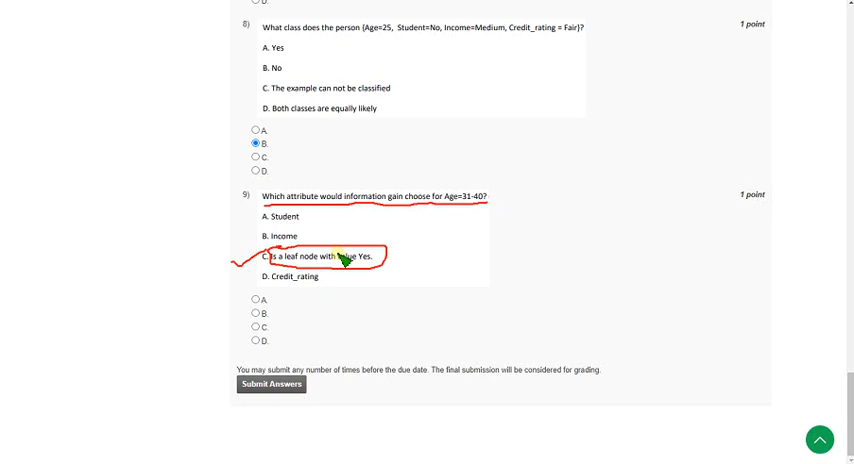 D.
8)
What class does the person {Age=25, Student=No, Income=Medium, Credit_rating = Fair}?
1 point
A. Yes
B. No
C. The example can not be classified
D. Both classes are equally likely
A.
B.
C.
D.
9)
Which attribute would information gain choose for Age=31-40?
1 point
A. Student
B. Income
C. Is a leaf node with value Yes.
D. Credit_rating
A.
B.
C.
D.
You may submit any number of times before the due date. The final submission will be considered for grading.
Submit Answers